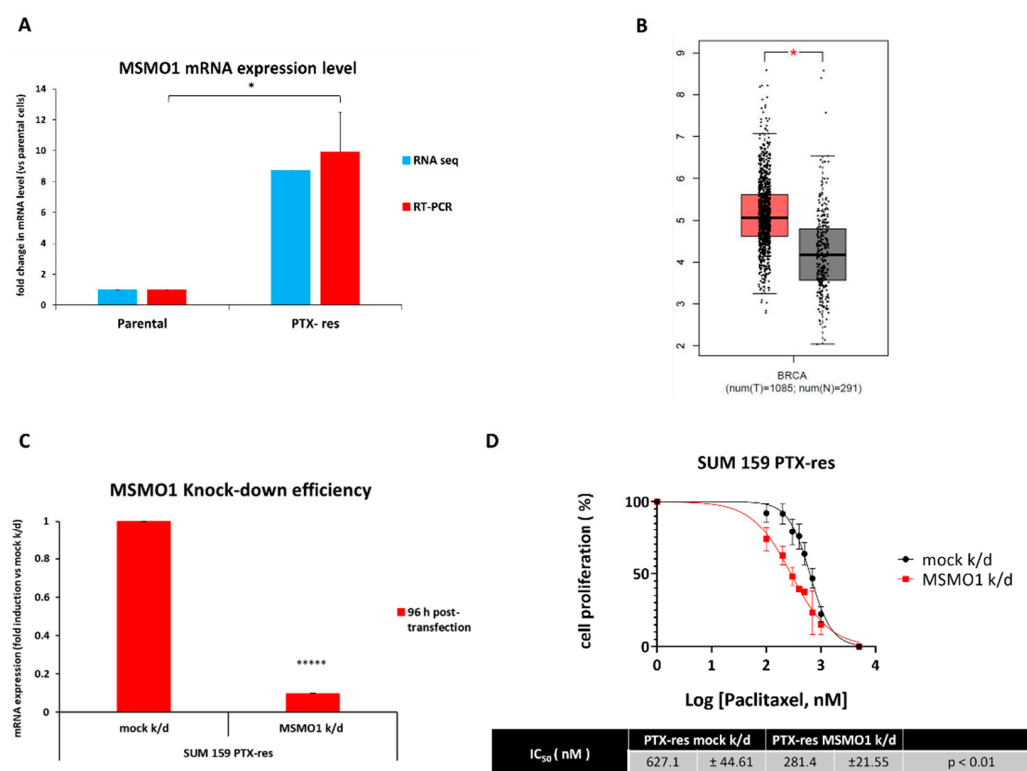 A
MSMO1 mRNA expression level
fold change in mRNA level (vs parental cells)
14
12
10
8
6
4
2
0
*
Parental
PTX- res
RNA seq
RT-PCR
B
9
8
7
6
5
4
3
2
*
BRCA
(num(T)=1085; num(N)=291)
C
MSMO1 Knock-down efficiency
mRNA expression (fold induction vs mock k/d)
1
0.8
0.6
0.4
0.2
0
*****
mock k/d
MSMO1 k/d
SUM 159 PTX-res
96 h post-
transfection
D
SUM 159 PTX-res
cell proliferation ( %)
100
50
0
0
1
2
3
4
Log [Paclitaxel, nM]
mock k/d
MSMO1 k/d
PTX-res mock k/d PTX-res MSMO1 k/d
IC50 ( nM ) 627.1 ± 44.61 281.4 ±21.55 p < 0.01